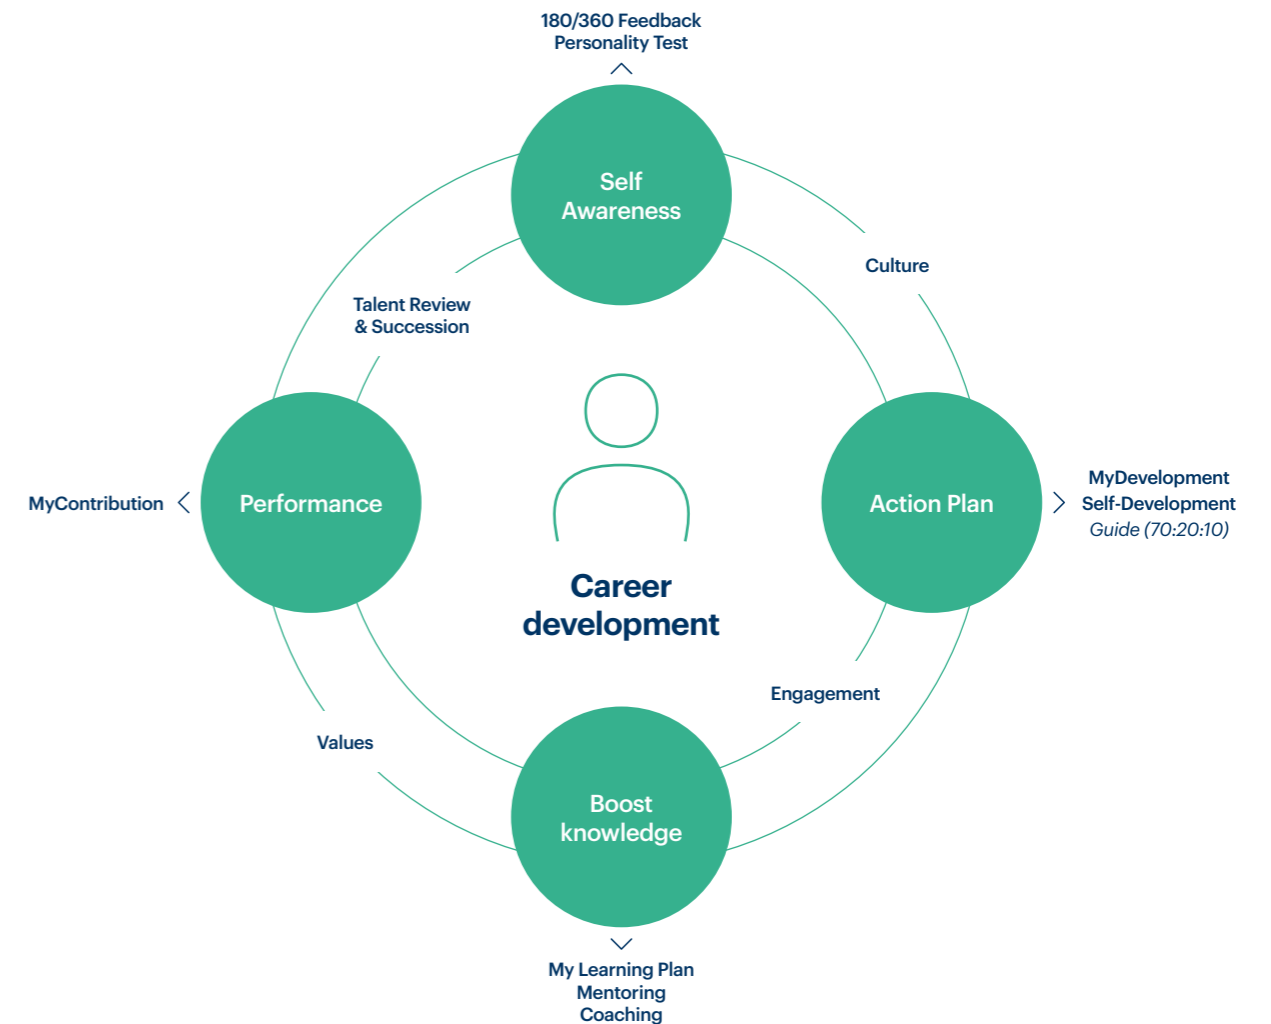 180/360 Feedback
Personality Test
Self
Awareness
Culture
Talent Review
& Succession
MyContribution
Performance
Action Plan
MyDevelopment
Self-Development
Guide (70:20:10)
Career
development
Engagement
Values
Boost
knowledge
My Learning Plan
Mentoring
Coaching